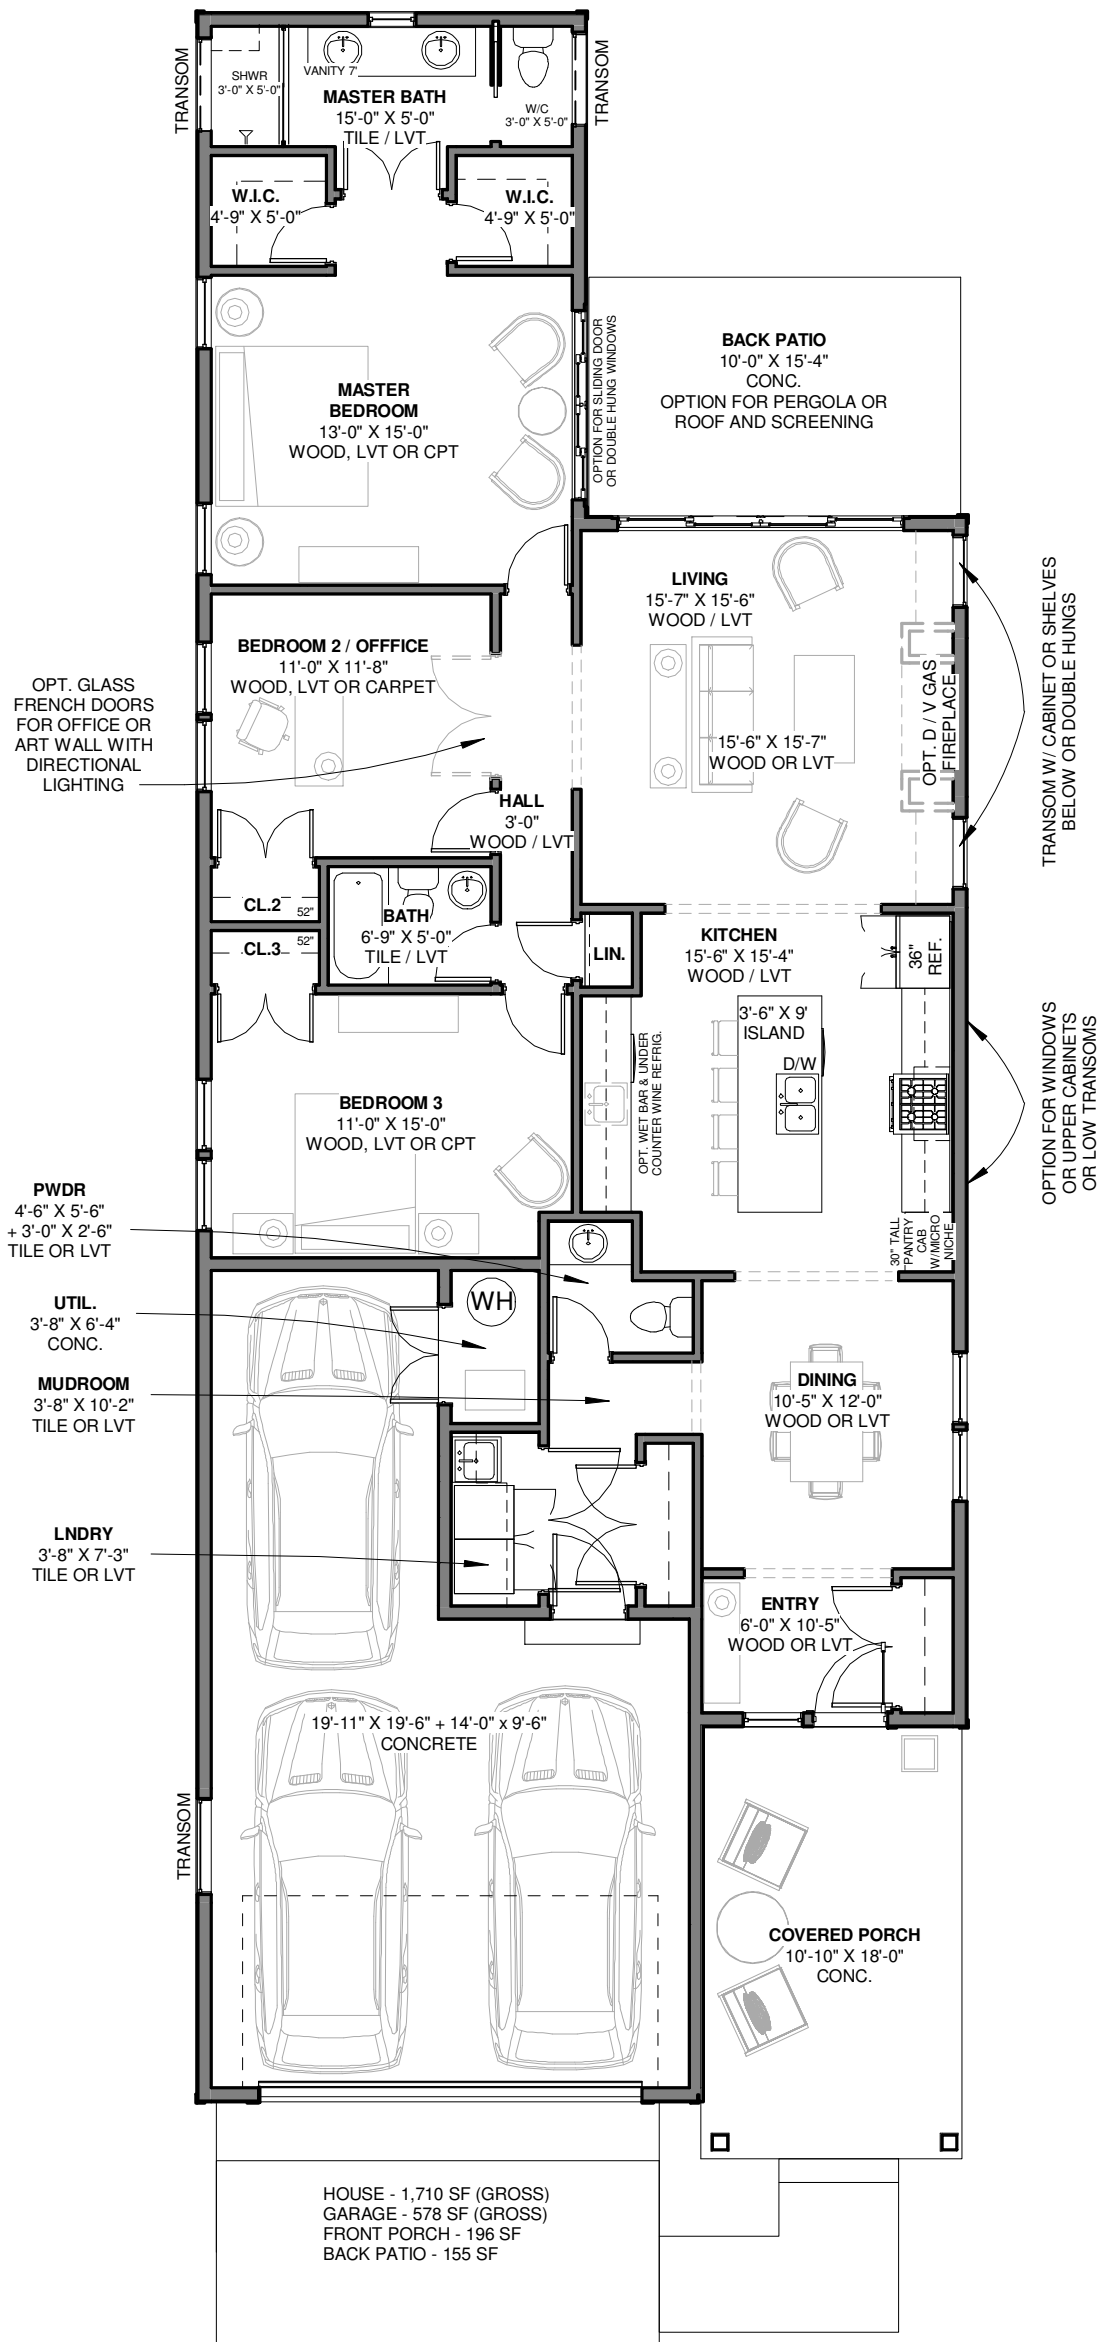 TRANSOM
SHWR
3'-0" X 5'-0"
VANITY 7'
MASTER BATH
15'-0" X 5'-0"
TILE / LVT
W/C
3'-0" X 5'-0"
TRANSOM
W.I.C.
4'-9" X 5'-0"
W.I.C.
4'-9" X 5'-0"
MASTER
BEDROOM
13'-0" X 15'-0"
WOOD, LVT OR CPT
OPTION FOR SLIDING DOOR
OR DOUBLE HUNG WINDOWS
BACK PATIO
10'-0" X 15'-4"
CONC.
OPTION FOR PERGOLA OR
ROOF AND SCREENING
LIVING
15'-7" X 15'-6"
WOOD / LVT
15'-6" X 15'-7"
WOOD OR LVT
OPT. D / V GAS
FIREPLACE
TRANSOM W/ CABINET OR SHELVES
BELOW OR DOUBLE HUNGS
BEDROOM 2 / OFFFICE
11'-0" X 11'-8"
WOOD, LVT OR CARPET
OPT. GLASS
FRENCH DOORS
FOR OFFICE OR
ART WALL WITH
DIRECTIONAL
LIGHTING
HALL
3'-0"
WOOD / LVT
CL.2
52"
CL.3
52"
BATH
6'-9" X 5'-0"
TILE / LVT
LIN.
KITCHEN
15'-6" X 15'-4"
WOOD / LVT
36"
REF.
3'-6" X 9'
ISLAND
D/W
OPT. WET BAR & UNDER
COUNTER WINE REFRIG.
OPTION FOR WINDOWS
OR UPPER CABINETS
OR LOW TRANSOMS
BEDROOM 3
11'-0" X 15'-0"
WOOD, LVT OR CPT
30" TALL
PANTRY
CAB
W/MICRO
NICHE
PWDR
4'-6" X 5'-6"
+ 3'-0" X 2'-6"
TILE OR LVT
WH
UTIL.
3'-8" X 6'-4"
CONC.
MUDROOM
3'-8" X 10'-2"
TILE OR LVT
DINING
10'-5" X 12'-0"
WOOD OR LVT
LNDRY
3'-8" X 7'-3"
TILE OR LVT
ENTRY
6'-0" X 10'-5"
WOOD OR LVT
19'-11" X 19'-6" + 14'-0" x 9'-6"
CONCRETE
TRANSOM
COVERED PORCH
10'-10" X 18'-0"
CONC.
HOUSE - 1,710 SF (GROSS)
GARAGE - 578 SF (GROSS)
FRONT PORCH - 196 SF
BACK PATIO - 155 SF